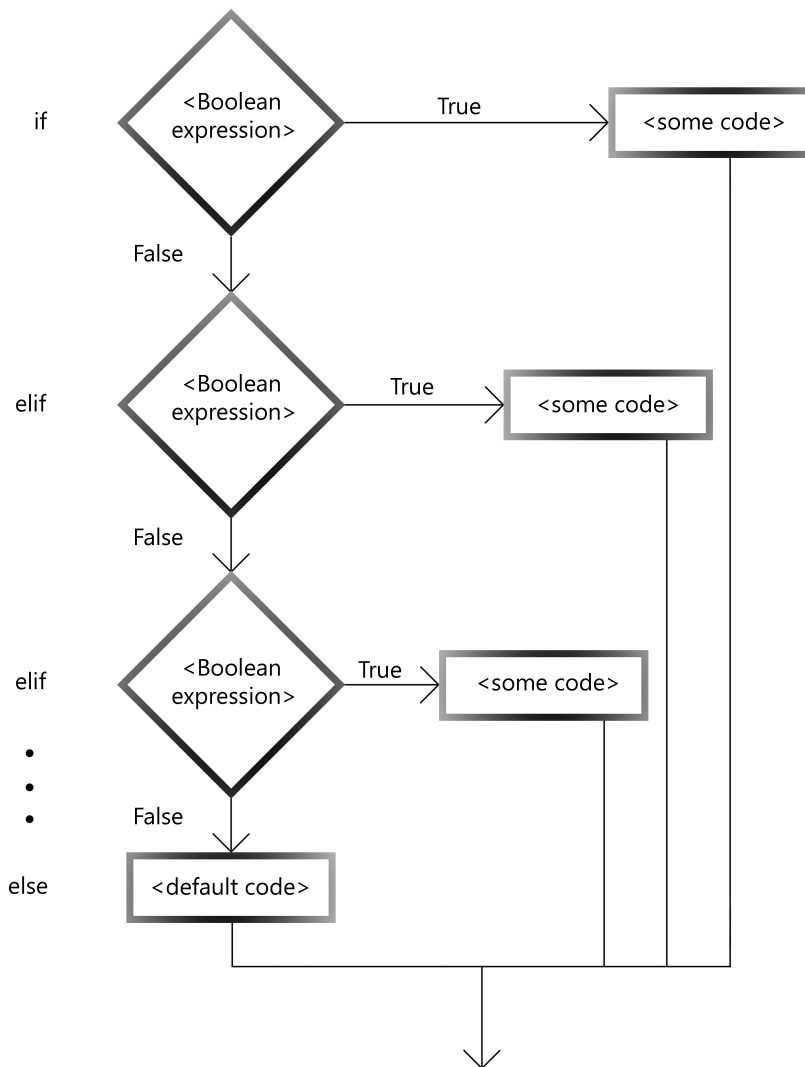 if
<Boolean
expression>
True
<some code>
False
elif
<Boolean
expression>
True
<some code>
False
elif
<Boolean
expression>
True
<some code>
False
else
<default code>